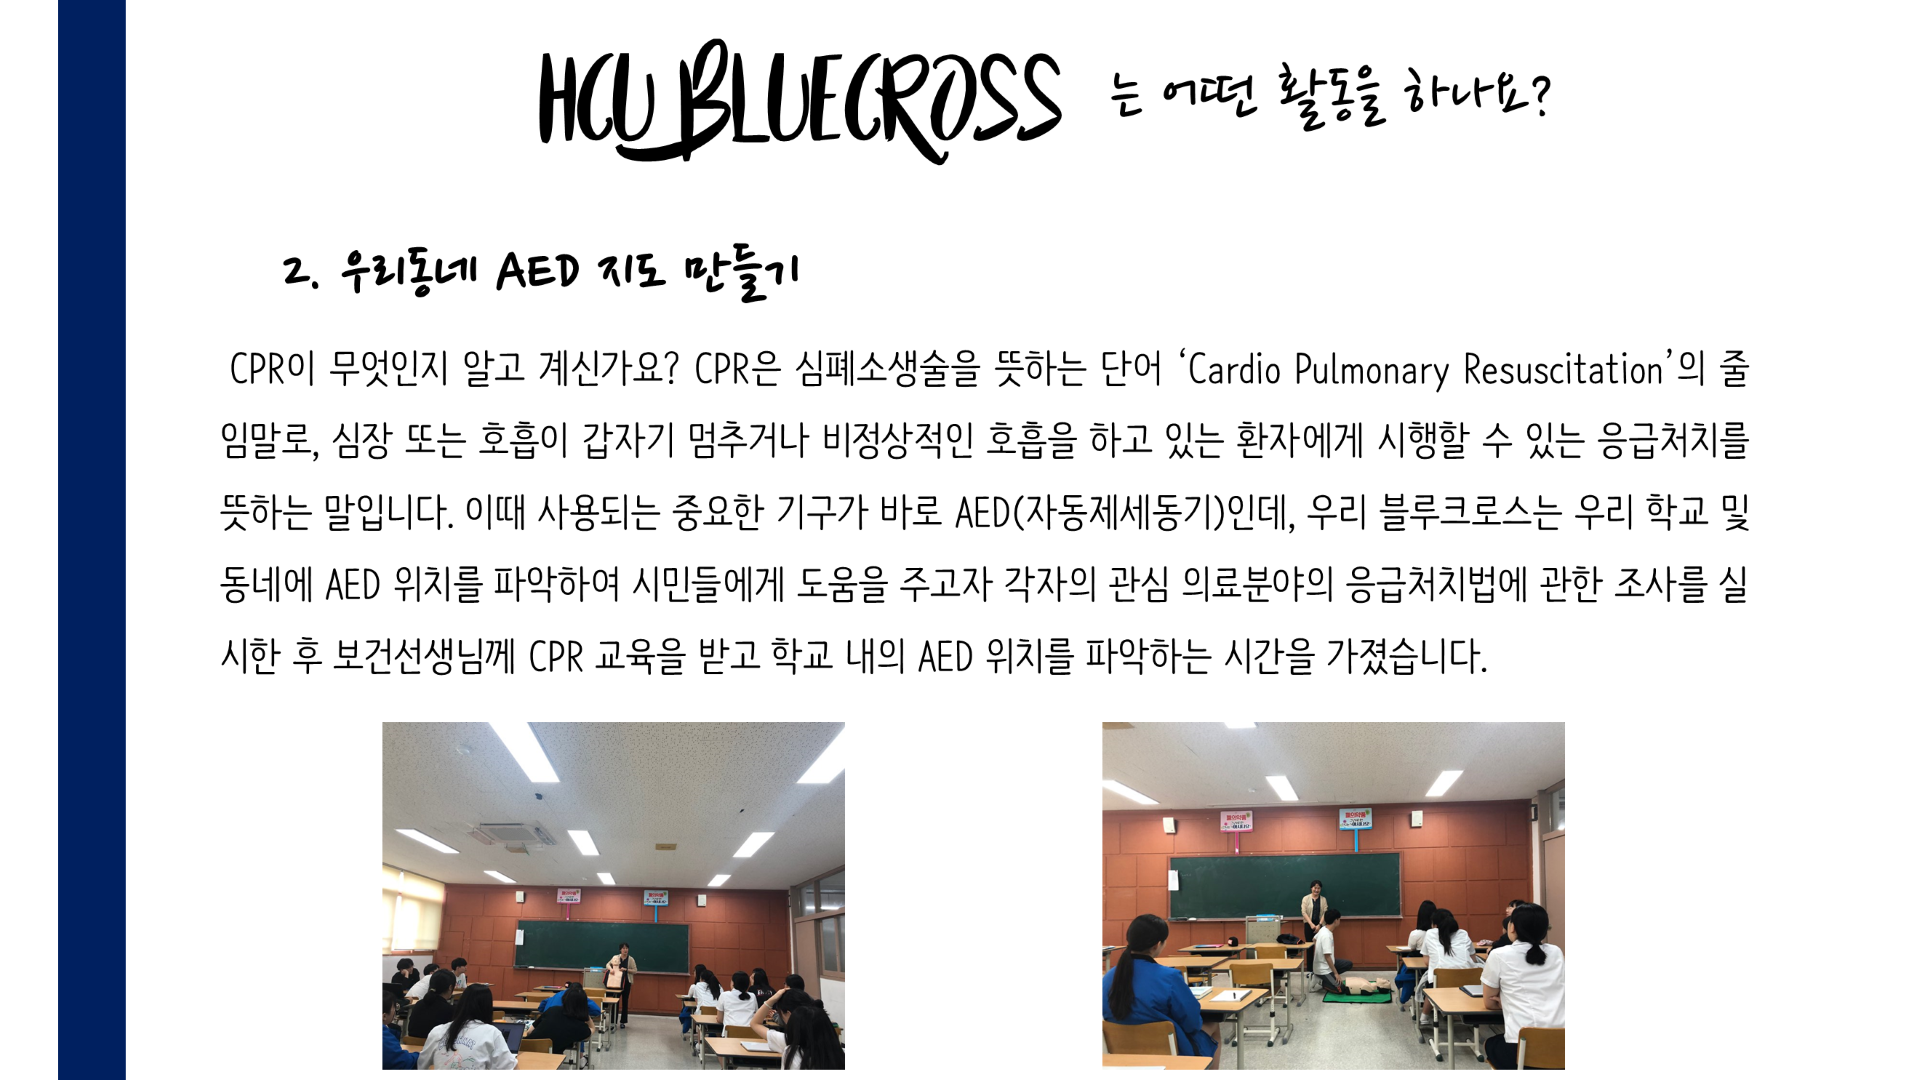 HCU BLUECROSS 는 어떤 활동을 하나요?
2. 우리동네 AED 지도 만들기
CPR이 무엇인지 알고 계신가요? CPR은 심폐소생술을 뜻하는 단어 ‘Cardio Pulmonary Resuscitation’의 줄
임말로, 심장 또는 호흡이 갑자기 멈추거나 비정상적인 호흡을 하고 있는 환자에게 시행할 수 있는 응급처치를
뜻하는 말입니다. 이때 사용되는 중요한 기구가 바로 AED(자동제세동기)인데, 우리 블루크로스는 우리 학교 및
동네에 AED 위치를 파악하여 시민들에게 도움을 주고자 각자의 관심 의료분야의 응급처치법에 관한 조사를 실
시한 후 보건선생님께 CPR 교육을 받고 학교 내의 AED 위치를 파악하는 시간을 가졌습니다.